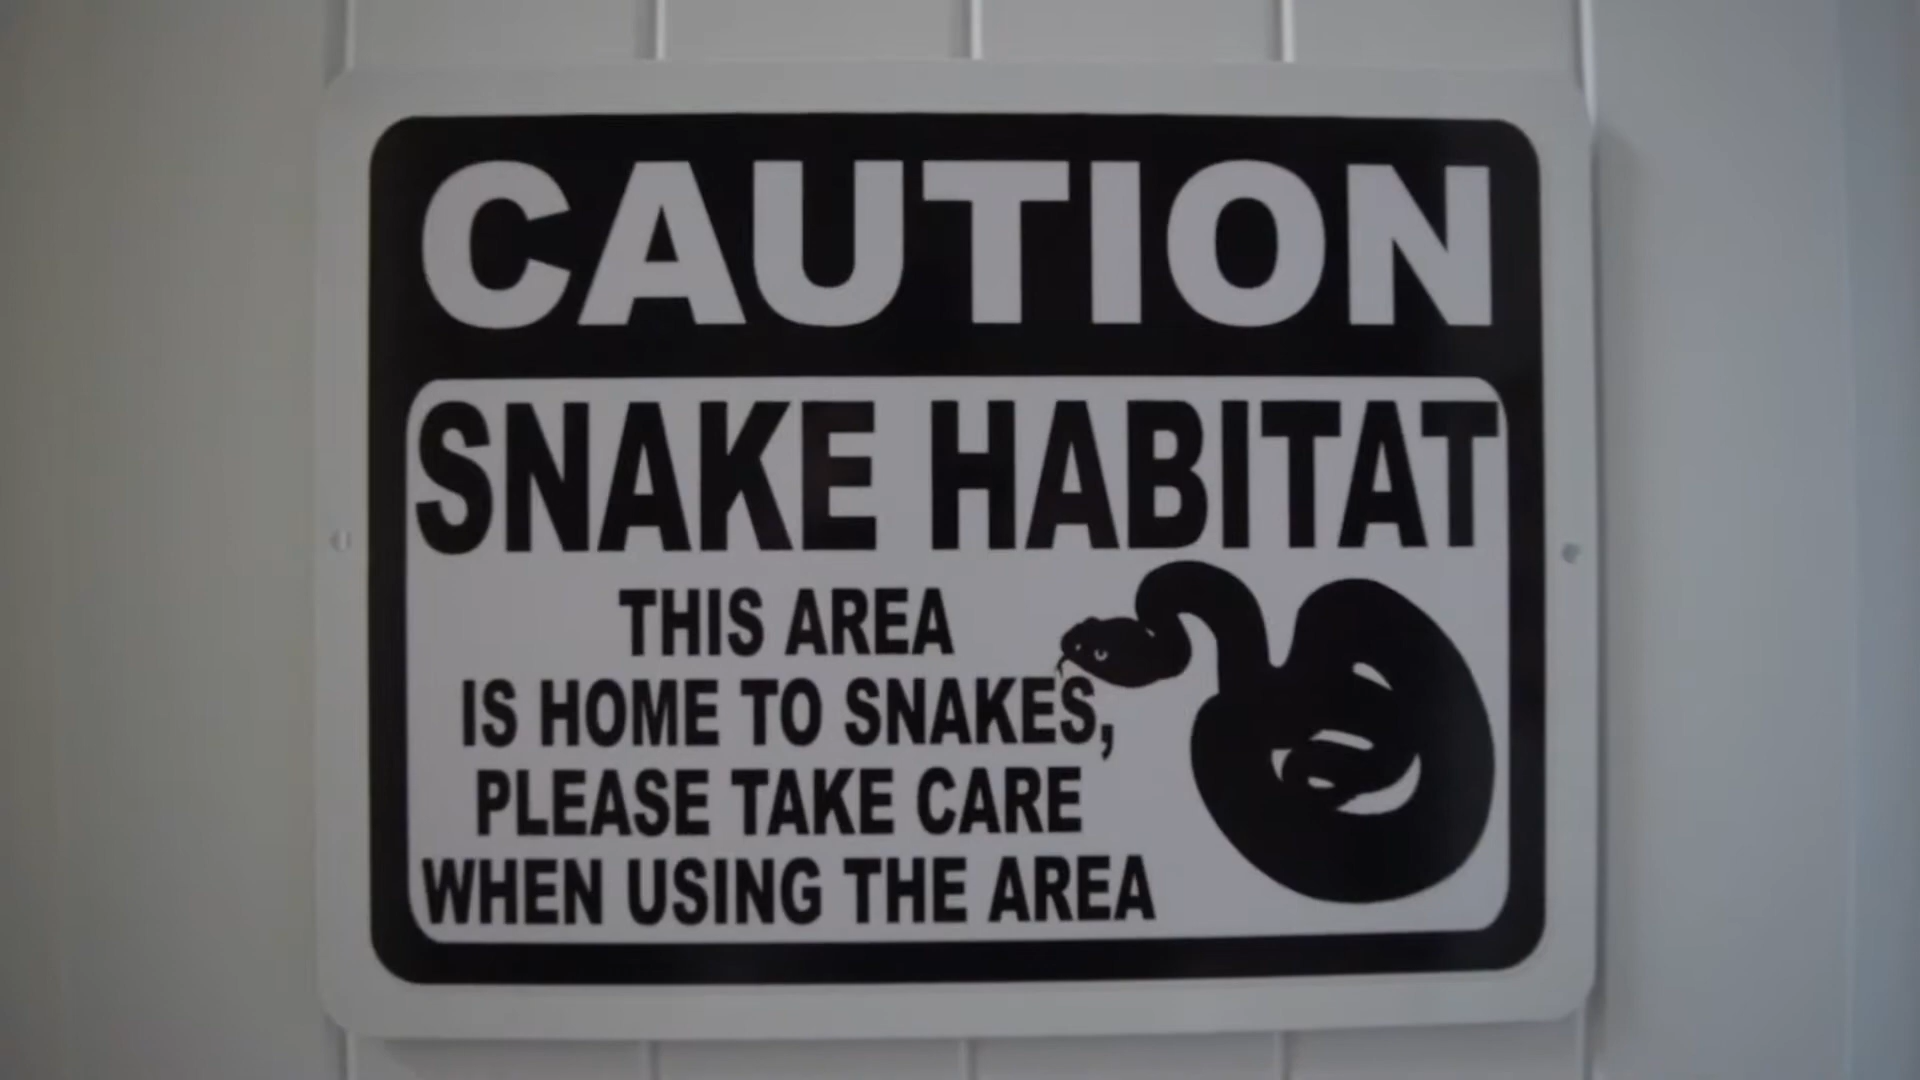 CAUTION
SNAKE HABITAT
THIS AREA
IS HOME TO SNAKES,
PLEASE TAKE CARE
WHEN USING THE AREA